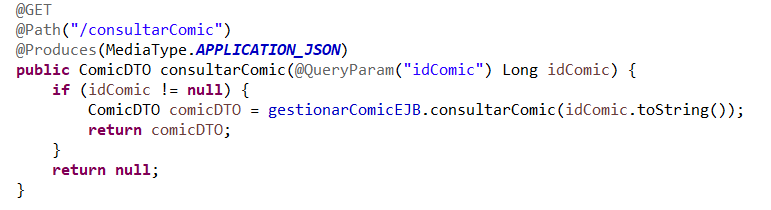 @GET
@Path("/consultarComic")
@Produces(MediaType.APPLICATION_JSON)
public ComicDTO consultarComic(@QueryParam("idComic") Long idComic) {
    if (idComic != null) {
        ComicDTO comicDTO = gestionarComicEJB.consultarComic(idComic.toString());
        return comicDTO;
    }
    return null;
}